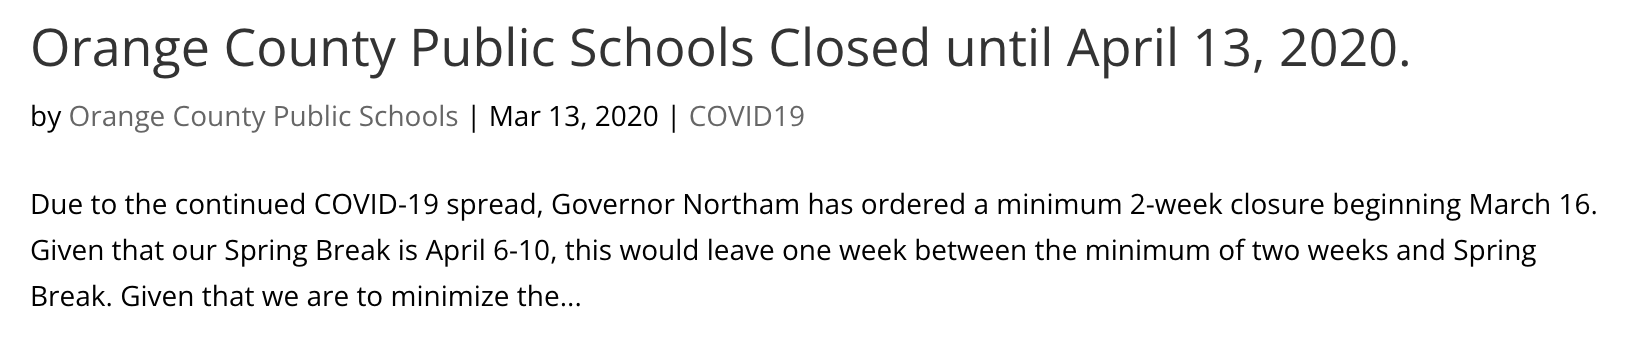 Orange County Public Schools Closed until April 13, 2020.
by Orange County Public Schools | Mar 13, 2020 | COVID19
Due to the continued COVID-19 spread, Governor Northam has ordered a minimum 2-week closure beginning March 16.
Given that our Spring Break is April 6-10, this would leave one week between the minimum of two weeks and Spring
Break. Given that we are to minimize the...